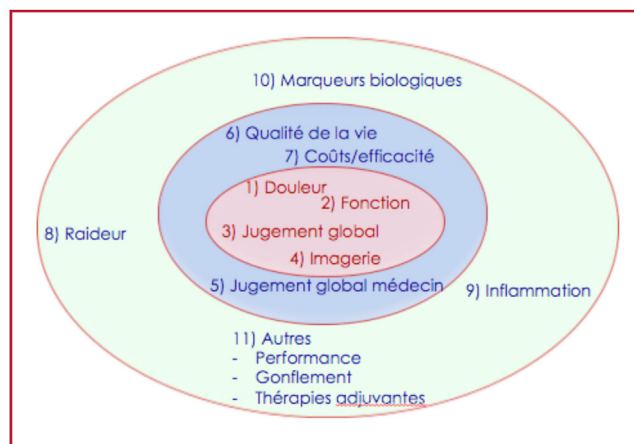 10) Marqueurs biologiques
6) Qualité de la vie
7) Coûts/efficacité
1) Douleur
2) Fonction
3) Jugement global
8) Raideur
4) Imagerie
5) Jugement global médecin
9) Inflammation
11) Autres
- Performance
- Gonflement
- Thérapies adjuvantes